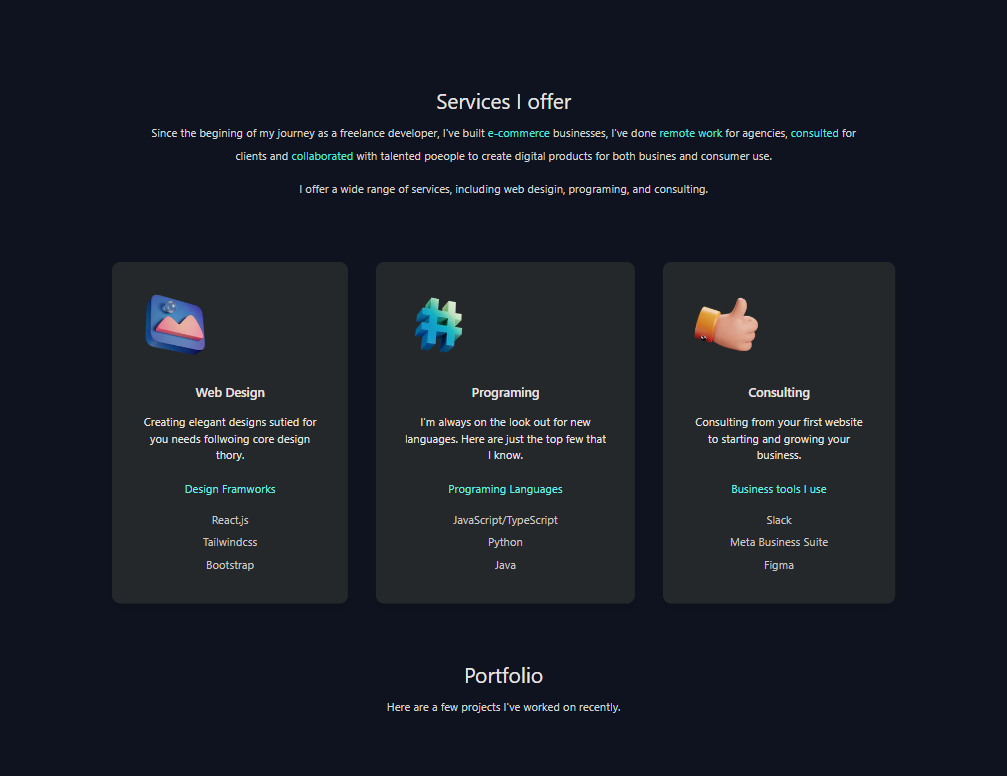 Services I offer
Since the begining of my journey as a freelance developer, I've built e-commerce businesses, I've done remote work for agencies, consulted for
clients and collaborated with talented poeople to create digital products for both busines and consumer use.
I offer a wide range of services, including web desigin, programing, and consulting.
Web Design
Creating elegant designs sutied for
you needs follwoing core design
thory.
Design Framworks
React.js
Tailwindcss
Bootstrap
Programing
I'm always on the look out for new
languages. Here are just the top few that
I know.
Programing Languages
JavaScript/TypeScript
Python
Java
Consulting
Consulting from your first website
to starting and growing your
business.
Business tools I use
Slack
Meta Business Suite
Figma
Portfolio
Here are a few projects I've worked on recently.